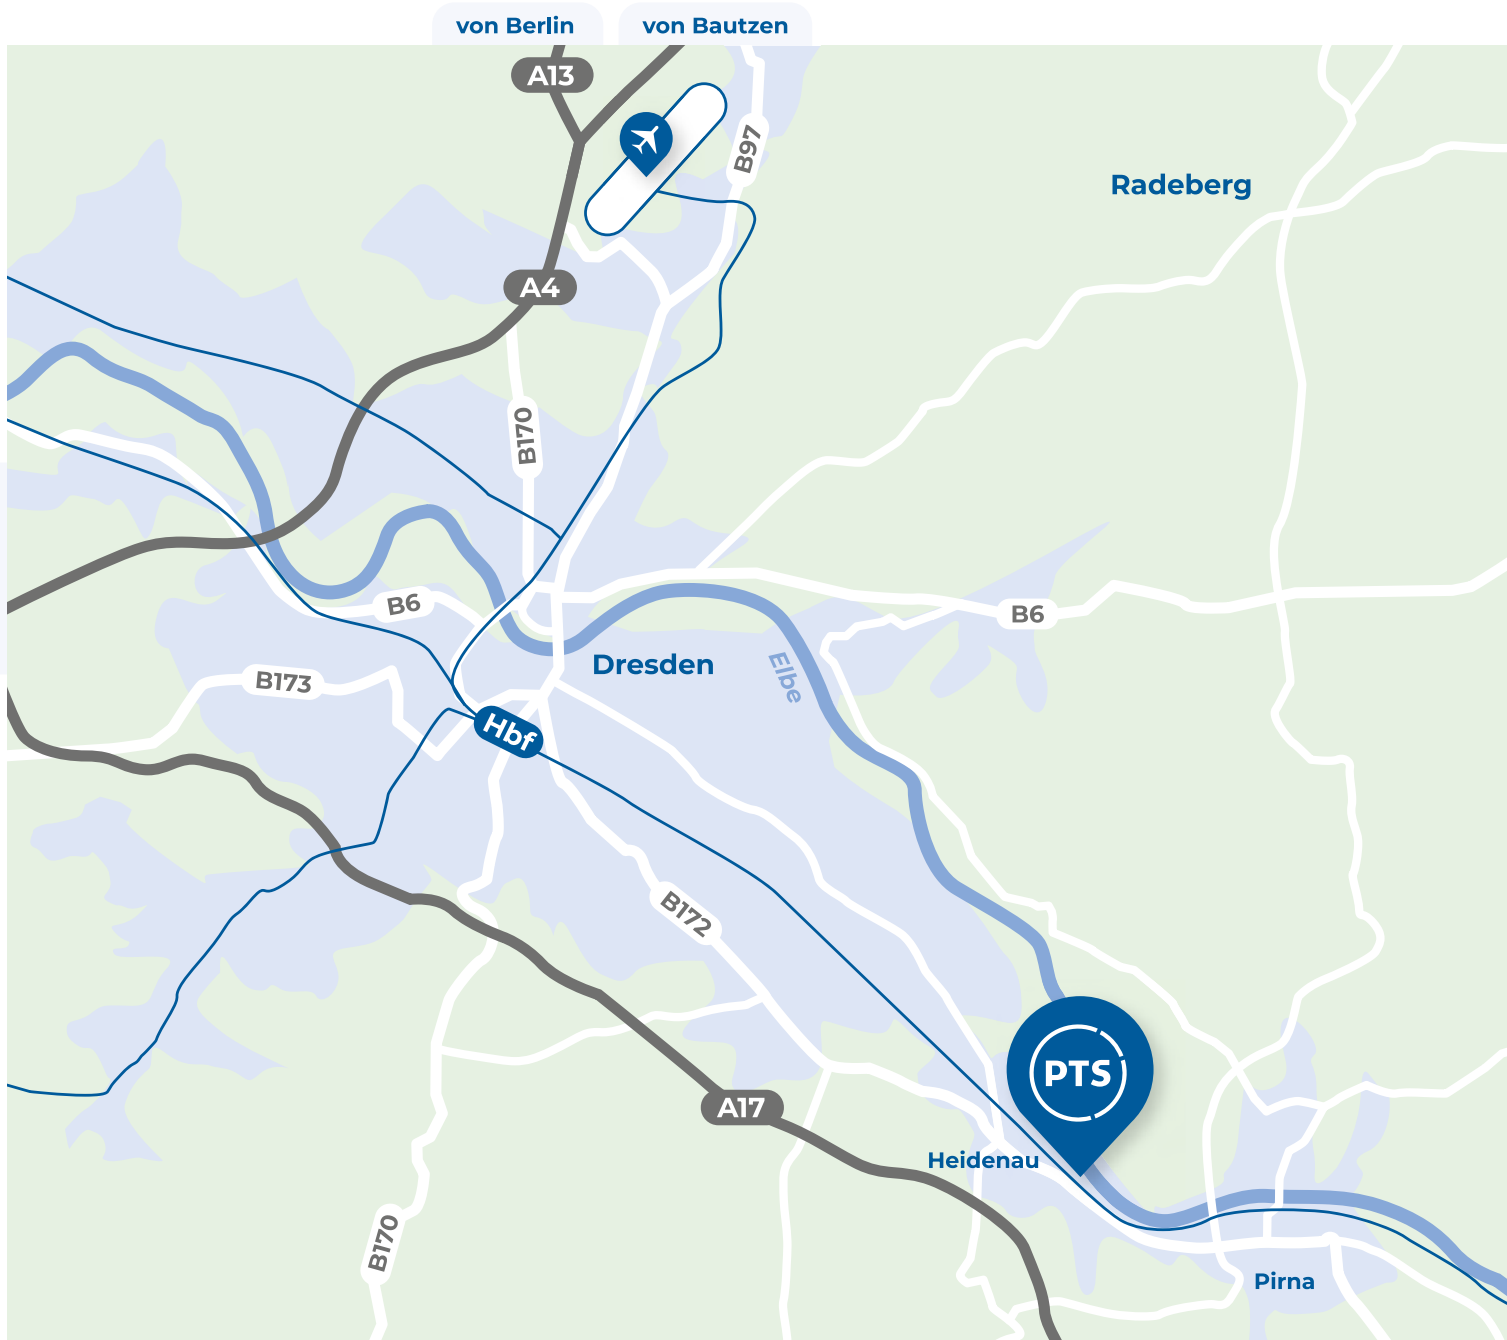 von Berlin
von Bautzen
A13
B97
Radeberg
A4
B170
B6
B6
Dresden
Elbe
B173
Hbf
B172
PTS
A17
Heidenau
B170
Pirna